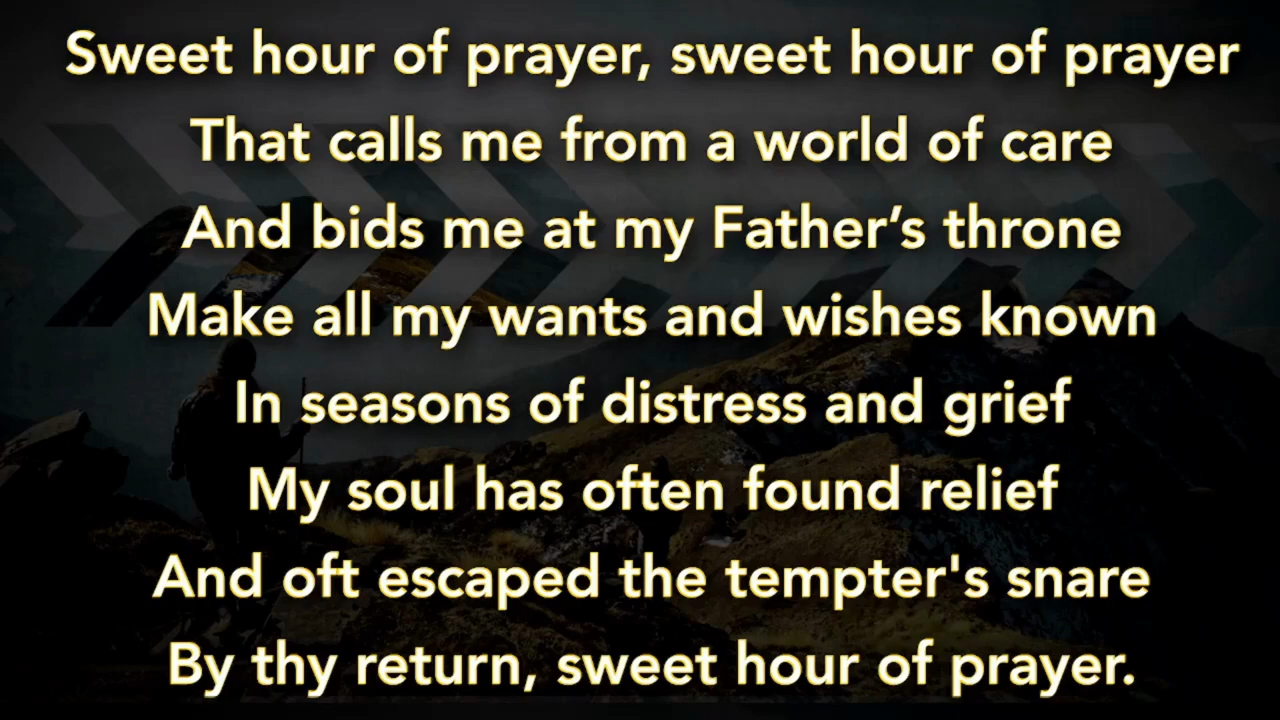 Sweet hour of prayer, sweet hour of prayer
That calls me from a world of care
And bids me at my Father’s throne
Make all my wants and wishes known
In seasons of distress and grief
My soul has often found relief
And oft escaped the tempter's snare
By thy return, sweet hour of prayer.